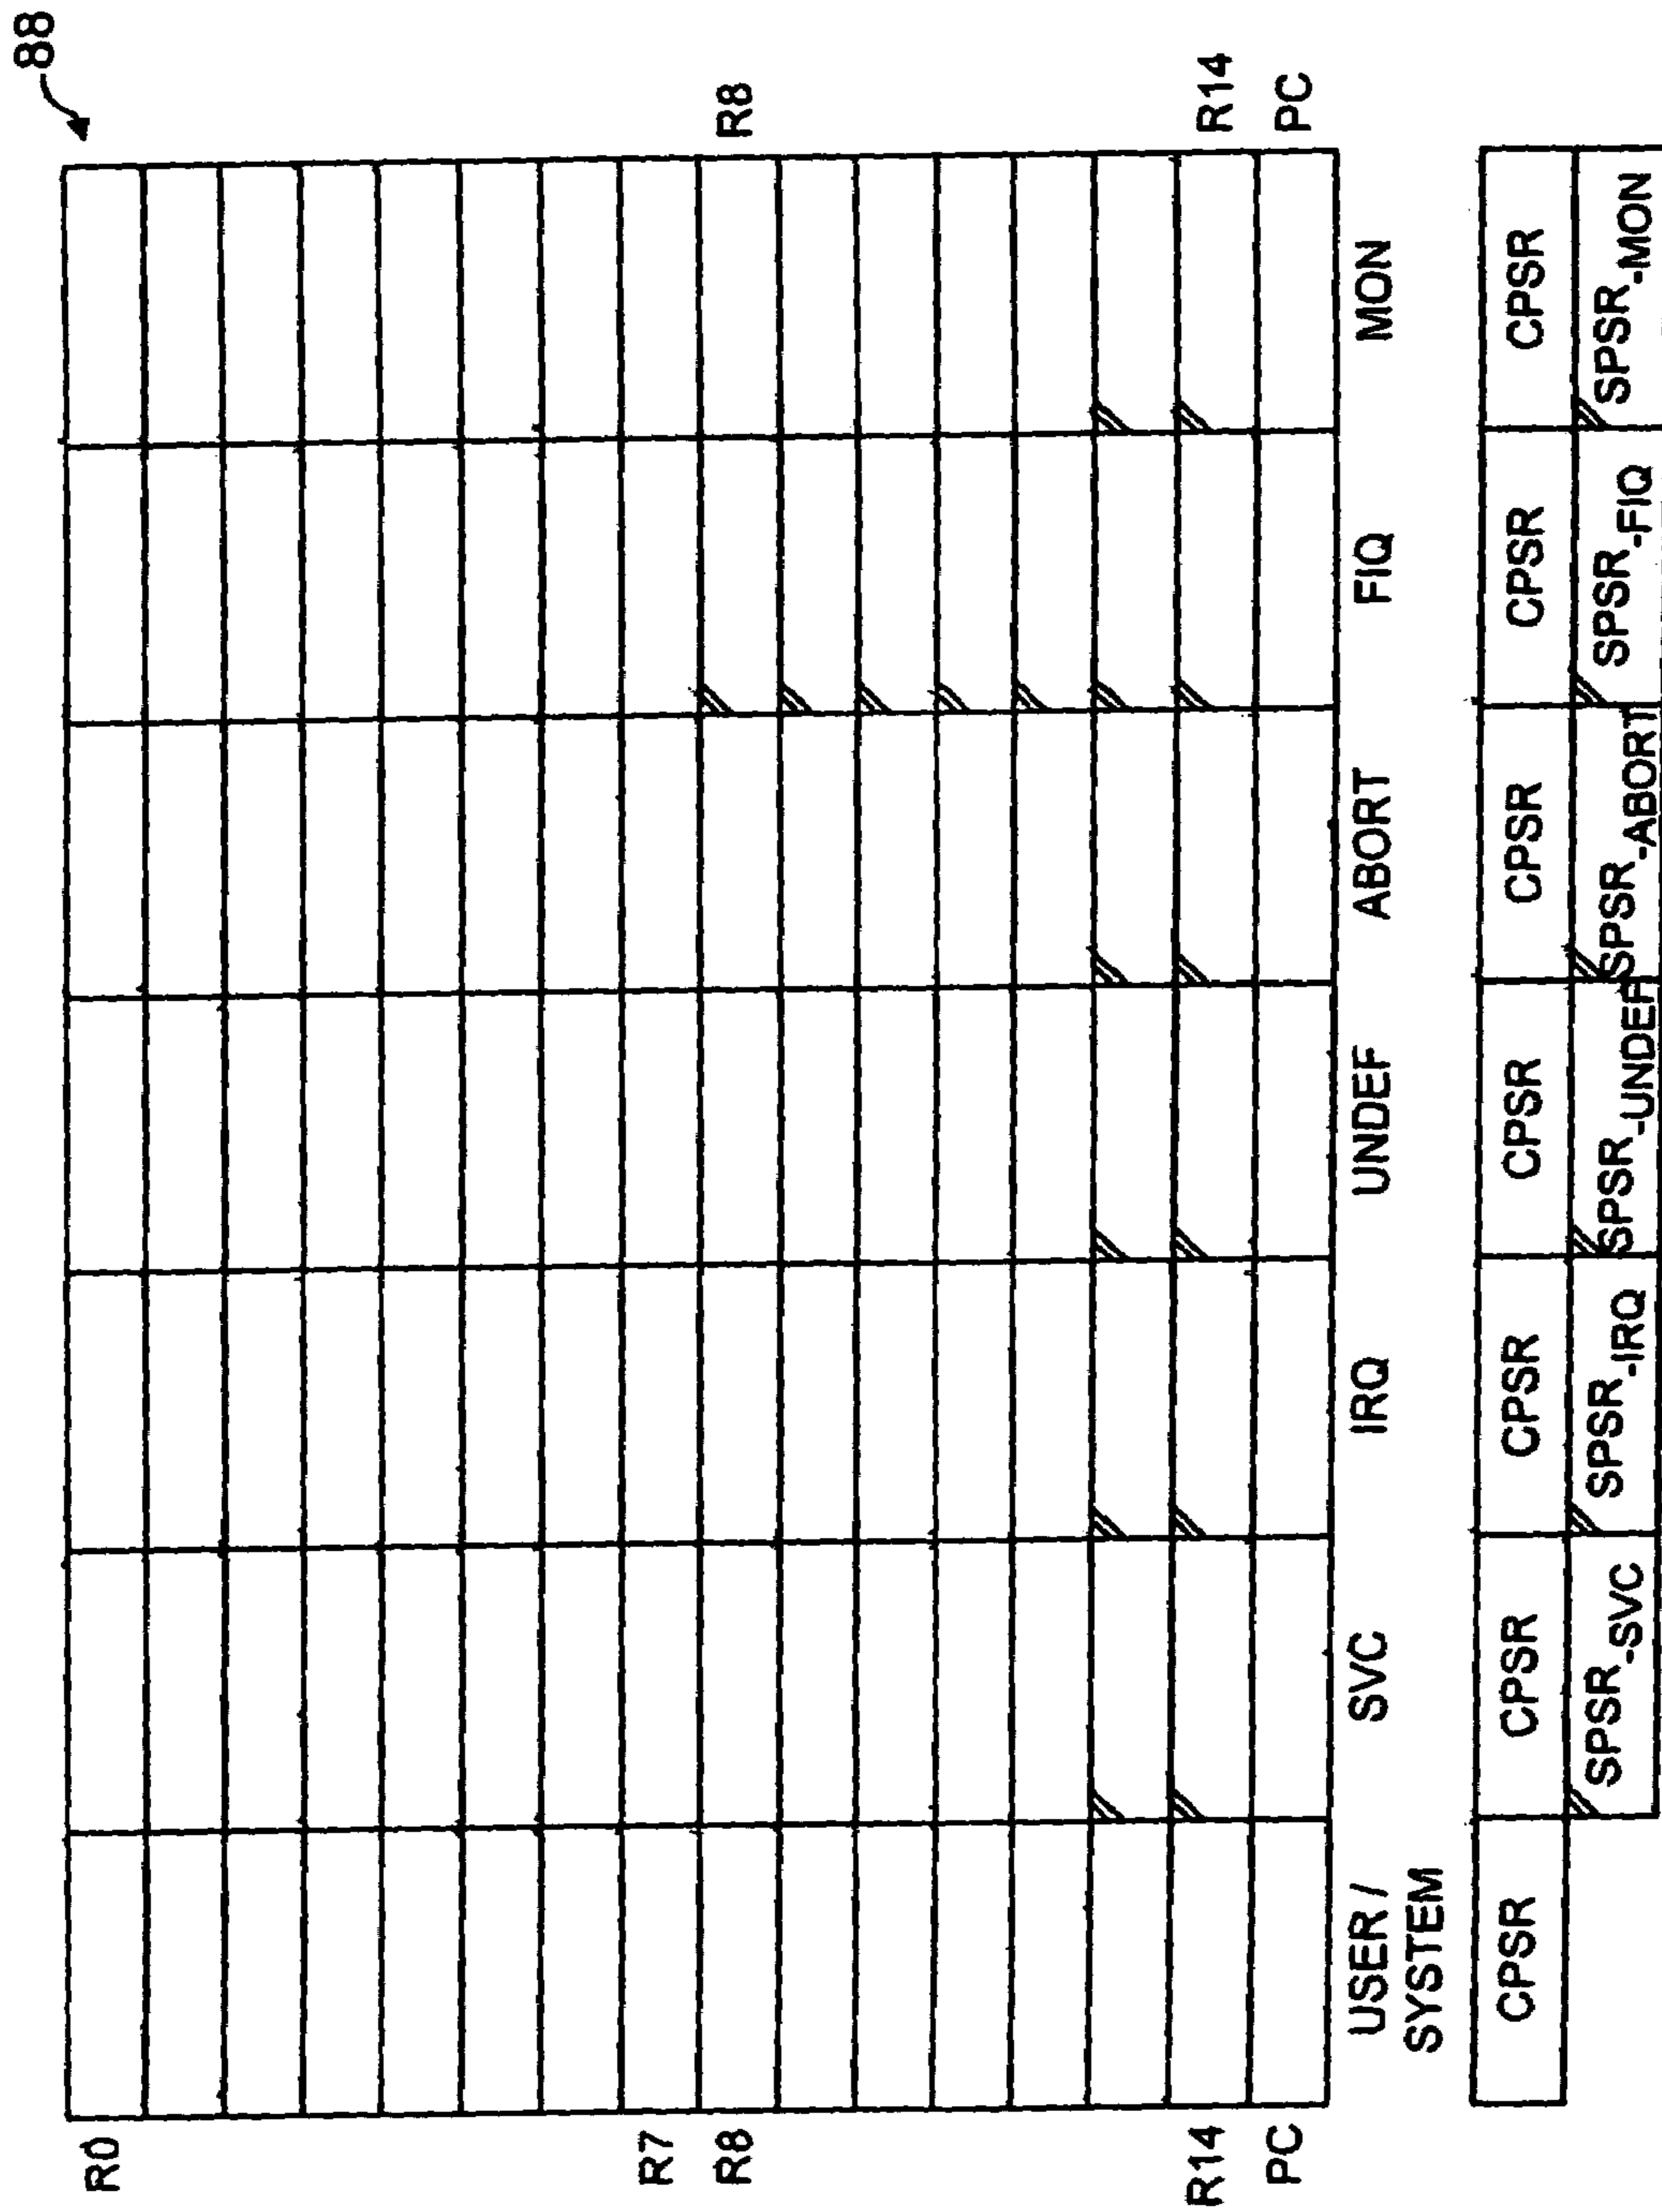 88
R0
R7
R8 R8
R14 R14
PC PC
USER / SYSTEM SVC IRQ UNDEF ABORT FIQ MON
CPSR CPSR CPSR CPSR CPSR CPSR CPSR
SPSR-SVC SPSR-IRQ SPSR-UNDEF SPSR-ABORT SPSR-FIQ SPSR-MON